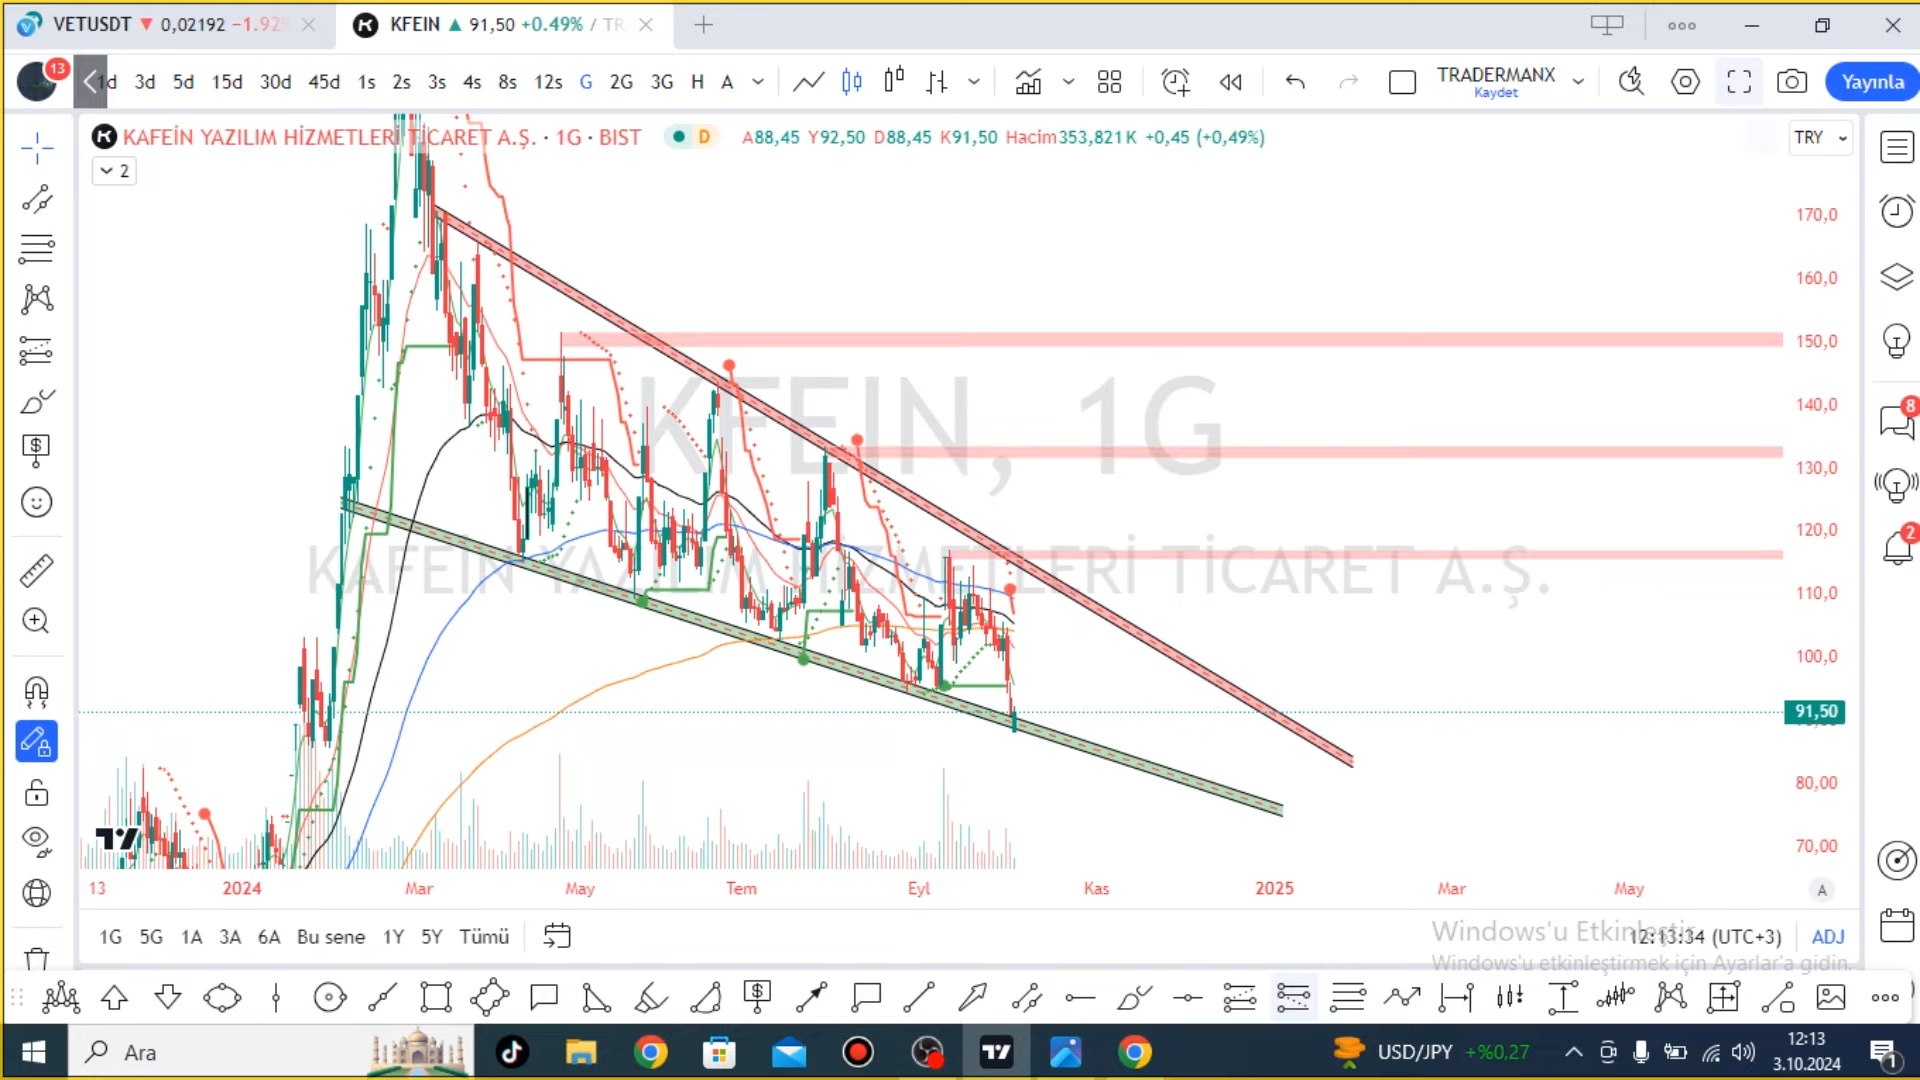 VETUSDT ▼ 0,02192 −1.92
KFEIN ▲ 91,50 +0.49% / TR
13
1d 3d 5d 15d 30d 45d 1s 2s 3s 4s 8s 12s G 2G 3G H A
TRADERMANX
Kaydet
Yayınla
KAFEİN YAZILIM HİZMETLERİ TİCARET A.Ş. · 1G · BIST
D
A88,45 Y92,50 D88,45 K91,50 Hacim353,821K +0,45 (+0,49%)
TRY
2
170,0
160,0
150,0
140,0
130,0
120,0
110,0
100,0
91,50
80,00
70,00
KFEIN, 1G
KAFEİN YAZILIM HİZMETLERİ TİCARET A.Ş.
8
2
13 2024 Mar May Tem Eyl Kas 2025 Mar May
A
1G 5G 1A 3A 6A Bu sene 1Y 5Y Tümü
12:13:34 (UTC+3) ADJ
Windows'u Etkinleştir
Windows'u etkinleştirmek için Ayarlar'a gidin.
Ara
USD/JPY +%0,27
12:13
3.10.2024
1